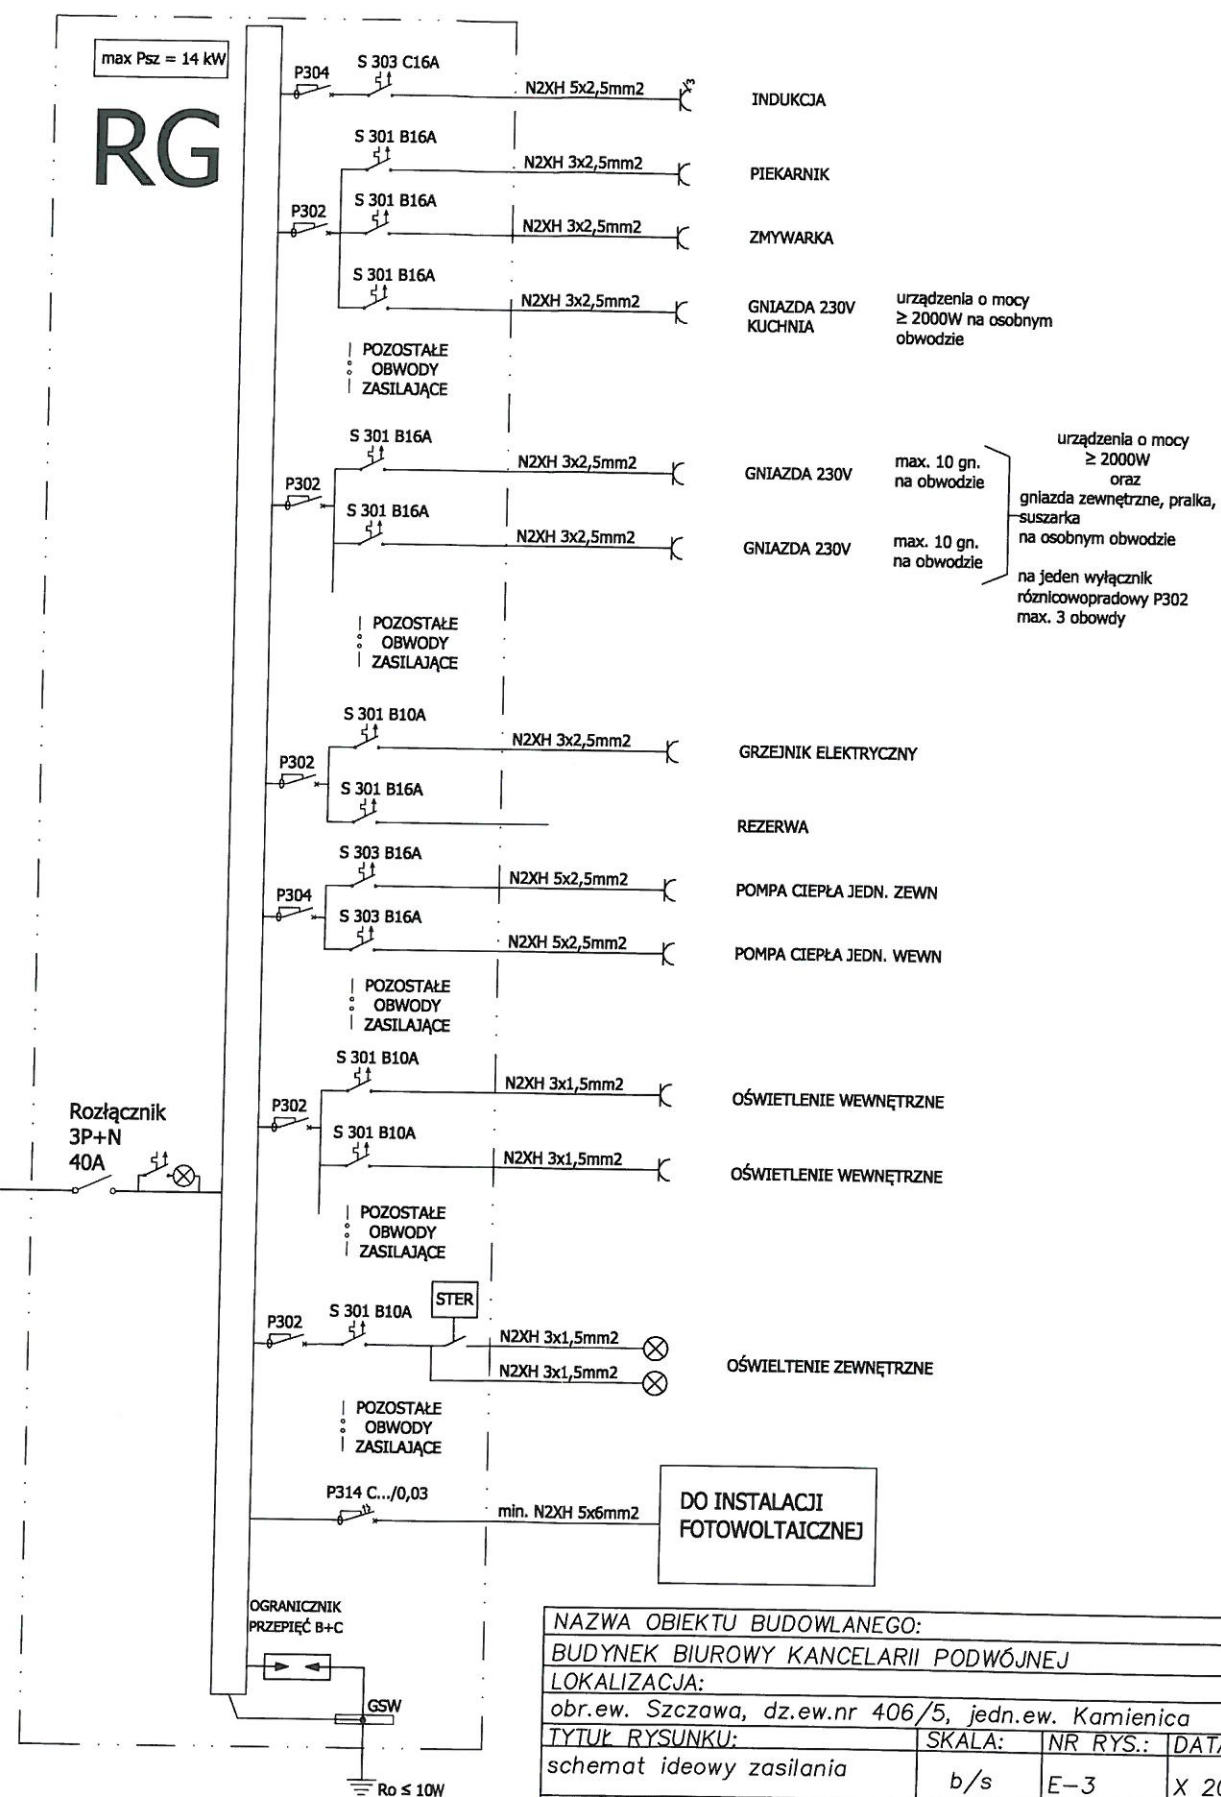 max Psz = 14 kW
RG
P304
S 303 C16A
N2XH 5x2,5mm2
3
INDUKCJA
S 301 B16A
N2XH 3x2,5mm2
PIEKARNIK
P302
S 301 B16A
N2XH 3x2,5mm2
ZMYWARKA
S 301 B16A
N2XH 3x2,5mm2
GNIAZDA 230V
KUCHNIA
urządzenia o mocy
≥ 2000W na osobnym
obwodzie
POZOSTAŁE
OBWODY
ZASILAJĄCE
S 301 B16A
N2XH 3x2,5mm2
GNIAZDA 230V
max. 10 gn.
na obwodzie
P302
S 301 B16A
N2XH 3x2,5mm2
GNIAZDA 230V
max. 10 gn.
na obwodzie
urządzenia o mocy
≥ 2000W
oraz
gniazda zewnętrzne, pralka,
suszarka
na osobnym obwodzie
na jeden wyłącznik
róznicowopradowy P302
max. 3 obowdy
POZOSTAŁE
OBWODY
ZASILAJĄCE
S 301 B10A
N2XH 3x2,5mm2
GRZEJNIK ELEKTRYCZNY
P302
S 301 B16A
REZERWA
S 303 B16A
N2XH 5x2,5mm2
POMPA CIEPŁA JEDN. ZEWN
P304
S 303 B16A
N2XH 5x2,5mm2
POMPA CIEPŁA JEDN. WEWN
POZOSTAŁE
OBWODY
ZASILAJĄCE
S 301 B10A
N2XH 3x1,5mm2
OŚWIETLENIE WEWNĘTRZNE
P302
S 301 B10A
N2XH 3x1,5mm2
OŚWIETLENIE WEWNĘTRZNE
Rozłącznik
3P+N
40A
POZOSTAŁE
OBWODY
ZASILAJĄCE
P302
S 301 B10A
STER
N2XH 3x1,5mm2
N2XH 3x1,5mm2
OŚWIELTENIE ZEWNĘTRZNE
POZOSTAŁE
OBWODY
ZASILAJĄCE
P314 C.../0,03
min. N2XH 5x6mm2
DO INSTALACJI
FOTOWOLTAICZNEJ
OGRANICZNIK
PRZEPIĘĆ B+C
GSW
Ro ≤ 10W
NAZWA OBIEKTU BUDOWLANEGO:
BUDYNEK BIUROWY KANCELARII PODWÓJNEJ
LOKALIZACJA:
obr.ew. Szczawa, dz.ew.nr 406/5, jedn.ew. Kamienica
TYTUŁ RYSUNKU: SKALA: NR RYS.: DATA
schemat ideowy zasilania b/s E-3 X 20